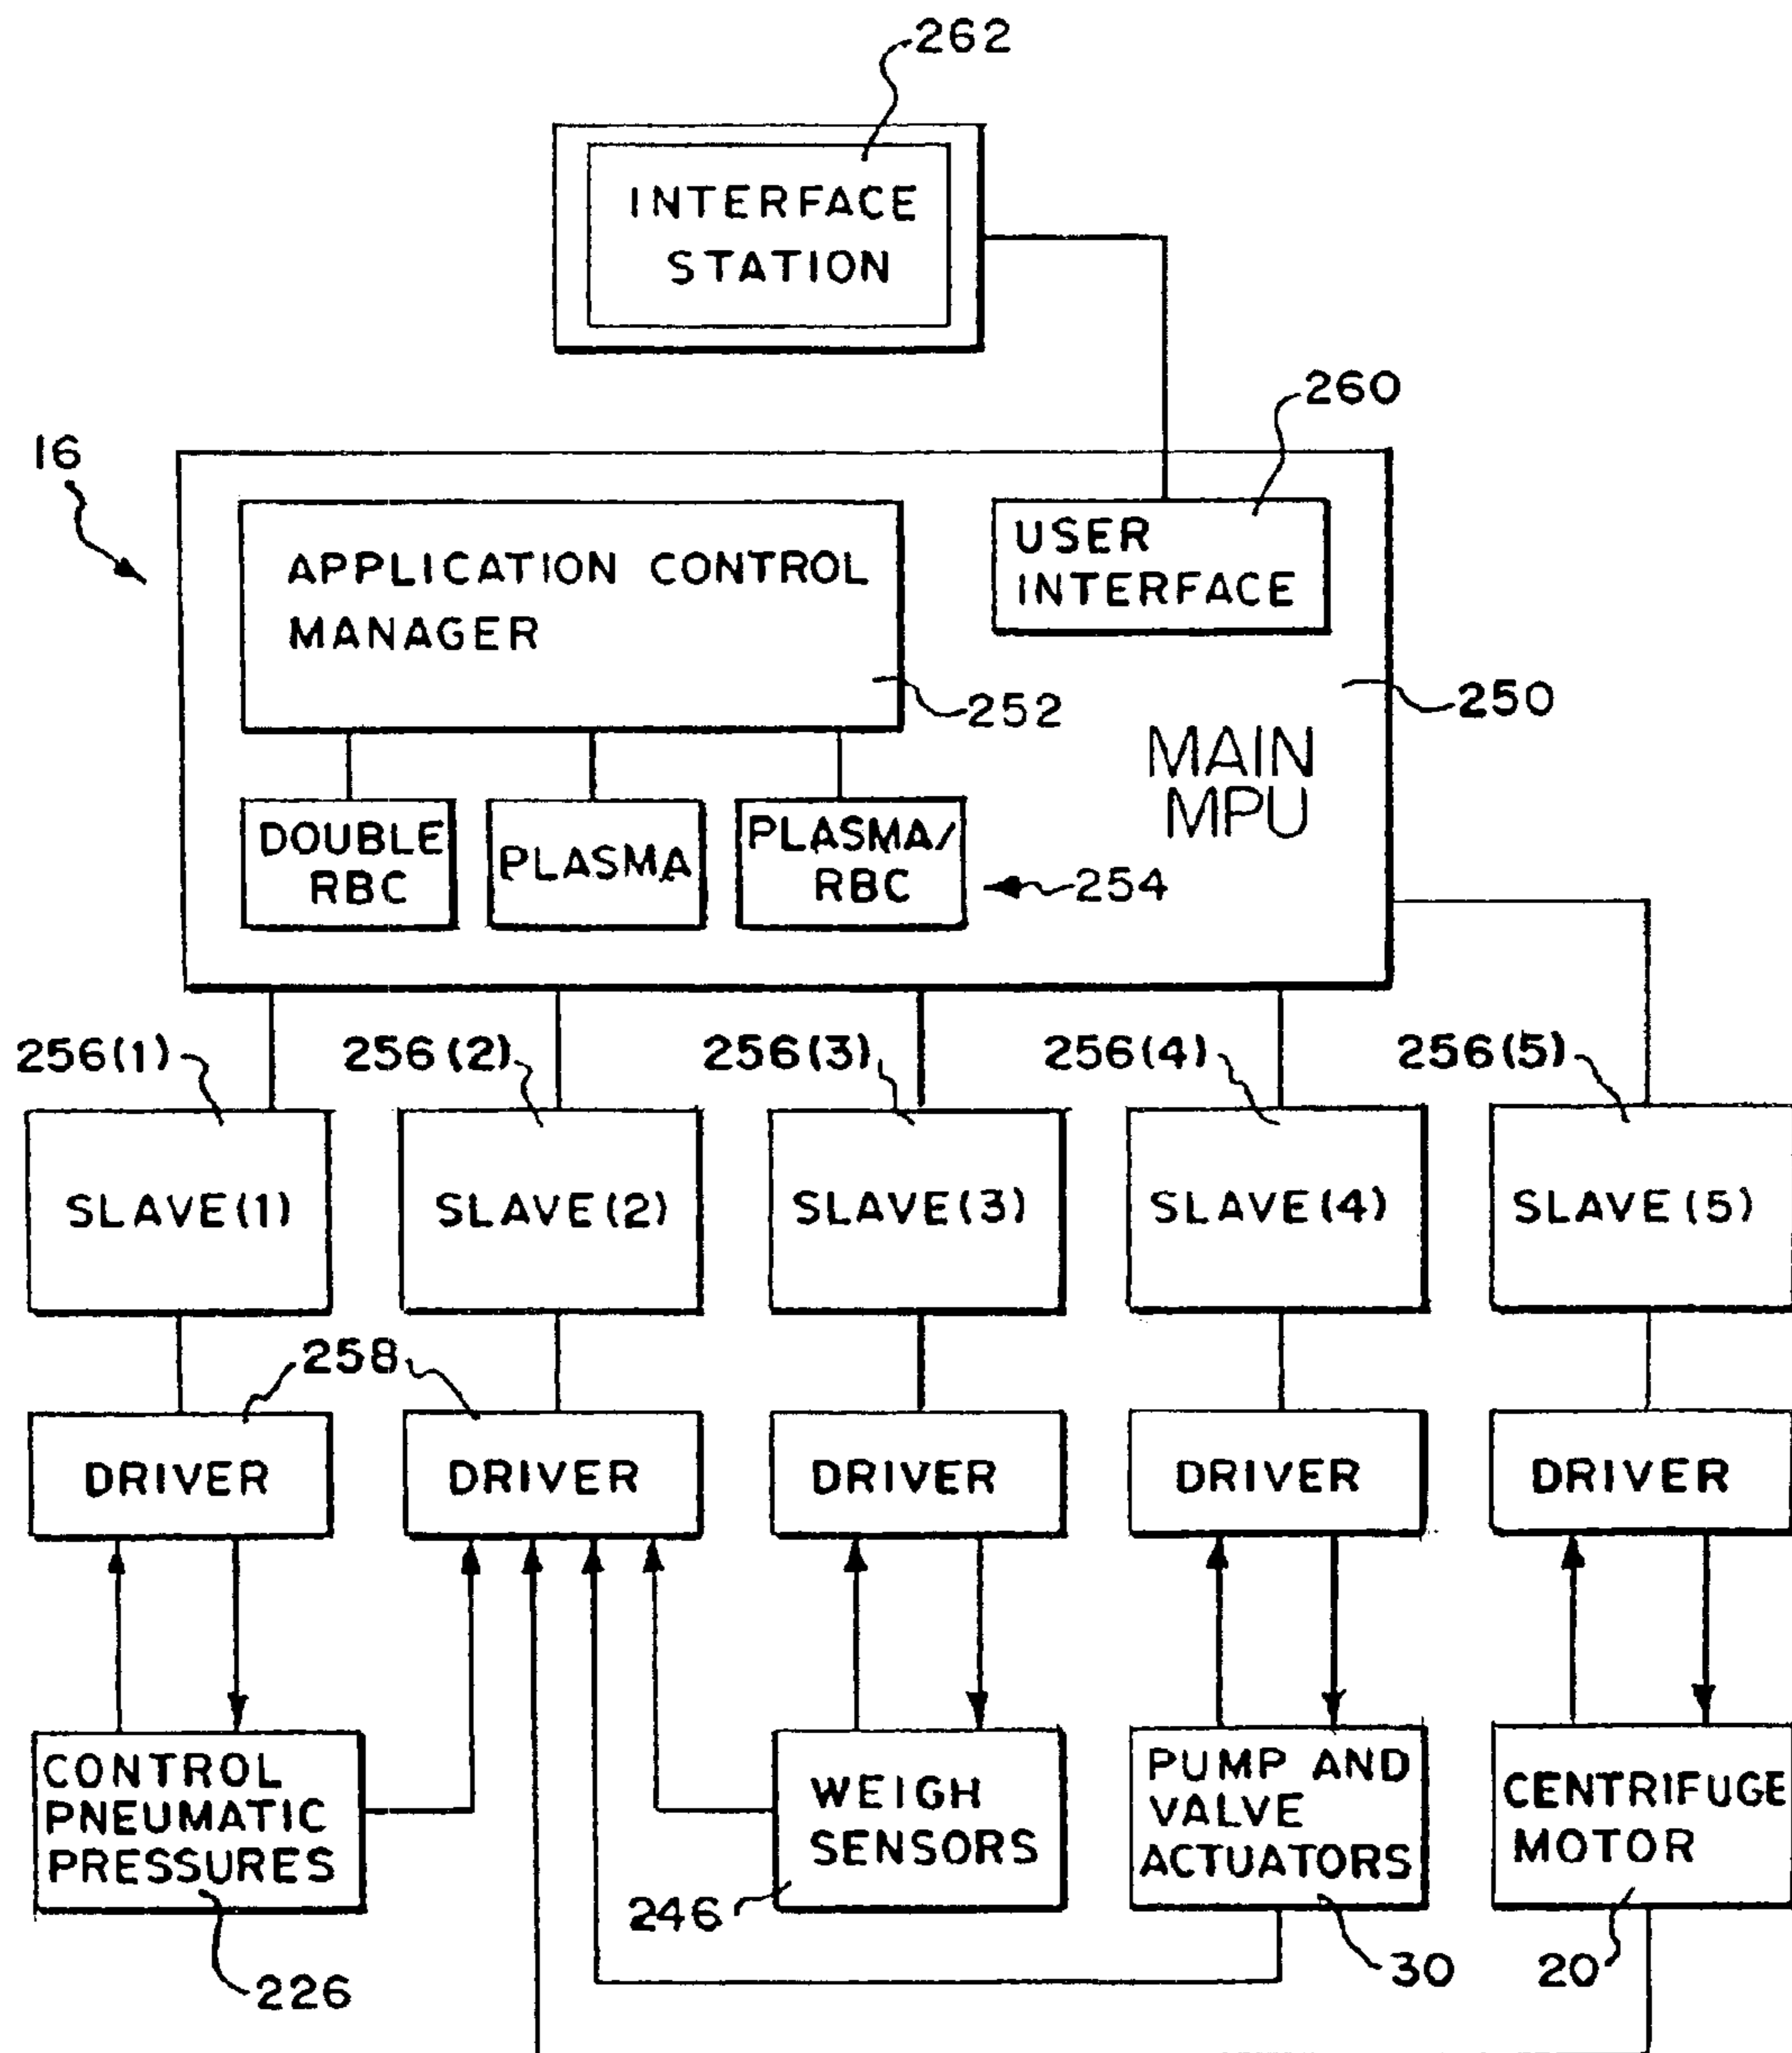 262
INTERFACE
STATION
260
16
USER
INTERFACE
APPLICATION CONTROL
MANAGER
252
250
MAIN
MPU
DOUBLE
RBC
PLASMA
PLASMA/
RBC
254
256(1)
256(2)
256(3)
256(4)
256(5)
SLAVE(1)
SLAVE(2)
SLAVE(3)
SLAVE(4)
SLAVE(5)
258
DRIVER
DRIVER
DRIVER
DRIVER
DRIVER
CONTROL
PNEUMATIC
PRESSURES
WEIGH
SENSORS
PUMP AND
VALVE
ACTUATORS
CENTRIFUGE
MOTOR
226
246
30
20